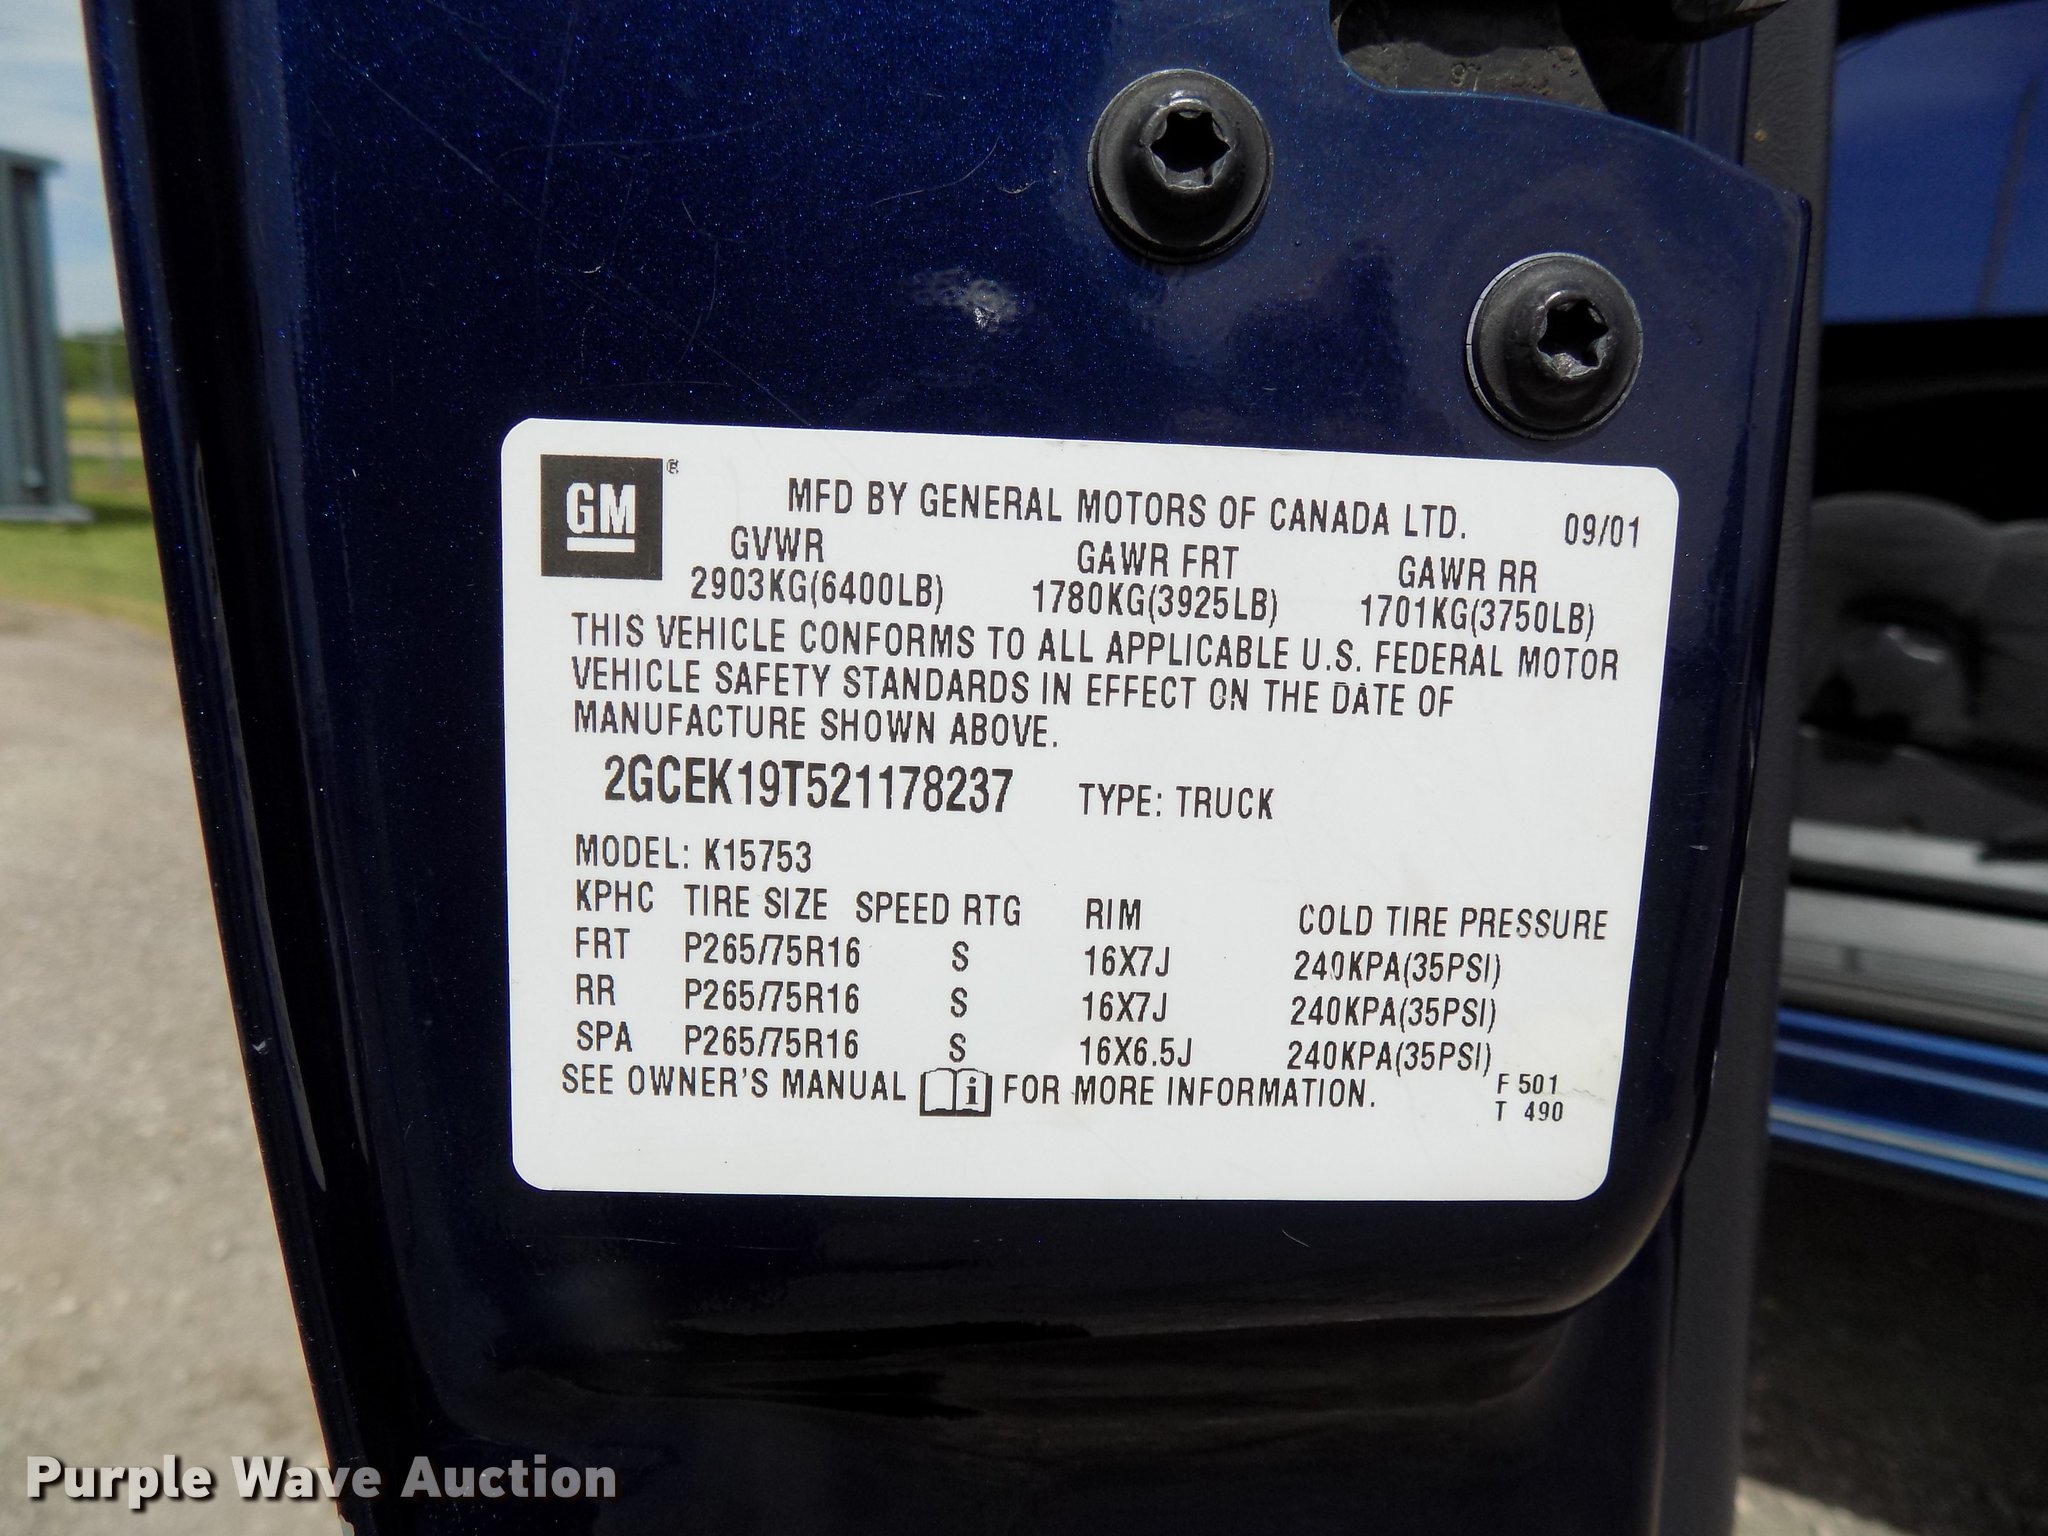 97
GM ®
MFD BY GENERAL MOTORS OF CANADA LTD. 09/01
GVWR GAWR FRT GAWR RR
2903KG(6400LB) 1780KG(3925LB) 1701KG(3750LB)
THIS VEHICLE CONFORMS TO ALL APPLICABLE U.S. FEDERAL MOTOR
VEHICLE SAFETY STANDARDS IN EFFECT ON THE DATE OF
MANUFACTURE SHOWN ABOVE.
2GCEK19T521178237 TYPE: TRUCK
MODEL: K15753
KPHC TIRE SIZE SPEED RTG RIM COLD TIRE PRESSURE
FRT P265/75R16 S 16X7J 240KPA(35PSI)
RR P265/75R16 S 16X7J 240KPA(35PSI)
SPA P265/75R16 S 16X6.5J 240KPA(35PSI)
SEE OWNER'S MANUAL i FOR MORE INFORMATION. F 501
T 490
Purple Wave Auction